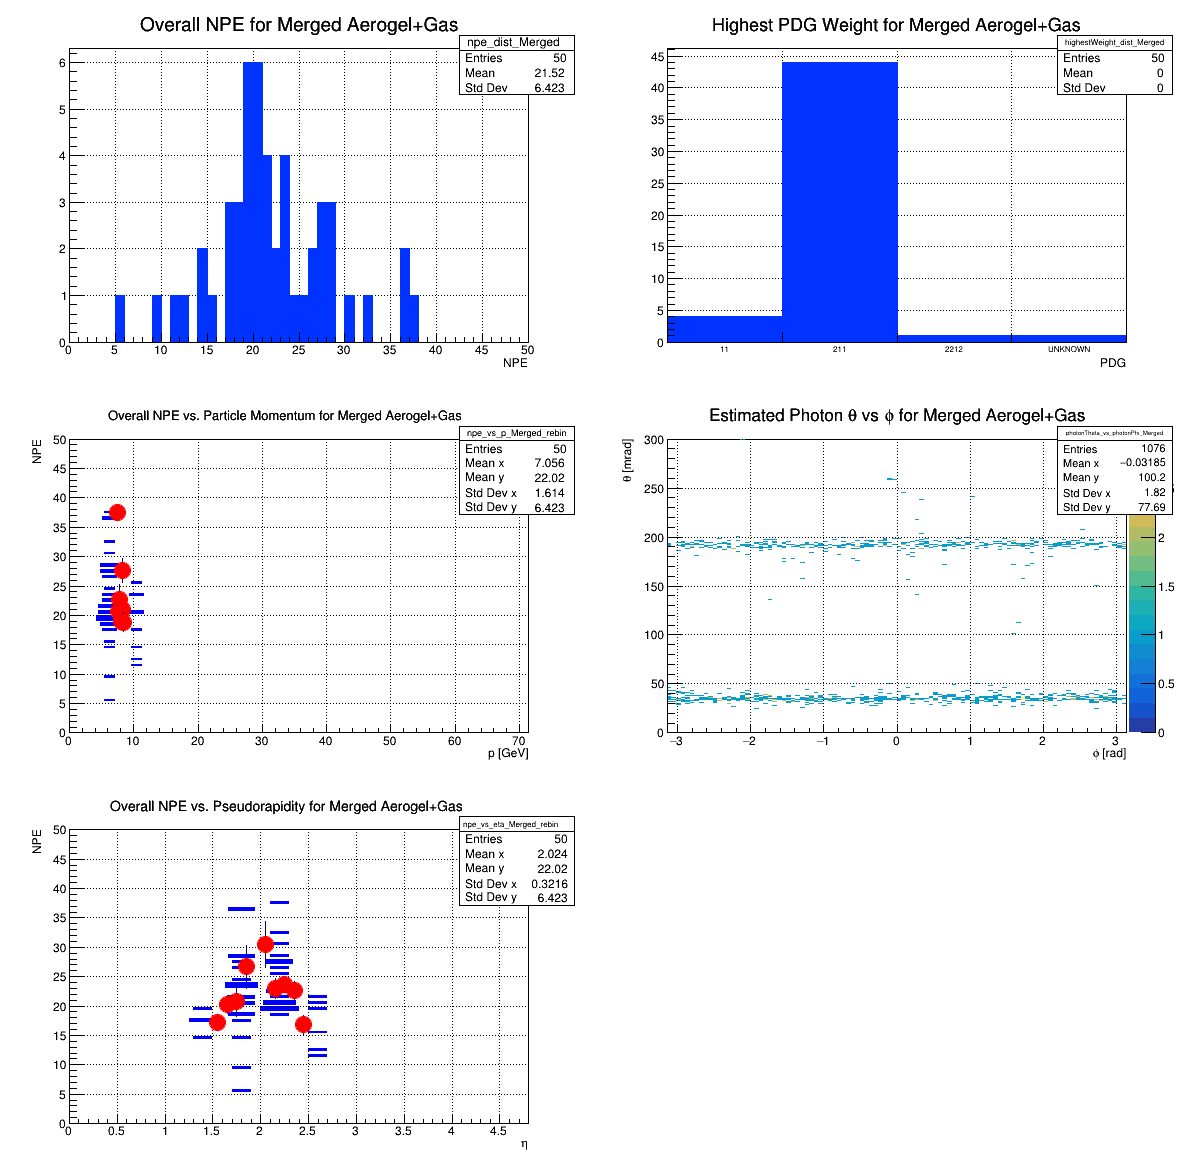 Overall NPE for Merged Aerogel+Gas
npe_dist_Merged
Entries 50
Mean 21.52
Std Dev 6.423
6
5
4
3
2
1
0
0 5 10 15 20 25 30 35 40 45 50
NPE
Highest PDG Weight for Merged Aerogel+Gas
highestWeight_dist_Merged
Entries 50
Mean 0
Std Dev 0
45
40
35
30
25
20
15
10
5
0
11 211 2212 UNKNOWN
PDG
Overall NPE vs. Particle Momentum for Merged Aerogel+Gas
npe_vs_p_Merged_rebin
Entries 50
Mean x 7.056
Mean y 22.02
Std Dev x 1.614
Std Dev y 6.423
NPE
50
45
40
35
30
25
20
15
10
5
0
0 10 20 30 40 50 60 70
p [GeV]
Estimated Photon θ vs ϕ for Merged Aerogel+Gas
photonTheta_vs_photonPhi_Merged
Entries 1076
Mean x −0.03185
Mean y 100.2
Std Dev x 1.82
Std Dev y 77.69
θ [mrad]
300
250
200
150
100
50
0
−3 −2 −1 0 1 2 3
ϕ [rad]
2
1.5
1
0.5
0
Overall NPE vs. Pseudorapidity for Merged Aerogel+Gas
npe_vs_eta_Merged_rebin
Entries 50
Mean x 2.024
Mean y 22.02
Std Dev x 0.3216
Std Dev y 6.423
NPE
50
45
40
35
30
25
20
15
10
5
0
0 0.5 1 1.5 2 2.5 3 3.5 4 4.5
η